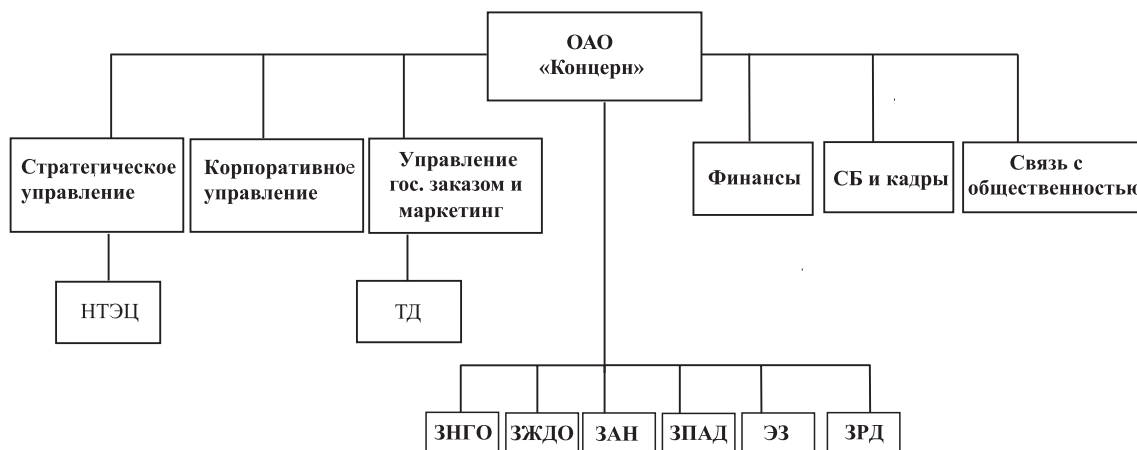 ОАО
«Концерн»
Стратегическое
управление
Корпоративное
управление
Управление
гос. заказом и
маркетинг
Финансы
СБ и кадры
Связь с
общественностью
НТЭЦ
ТД
ЗНГО
ЗЖДО
ЗАН
ЗПАД
ЭЗ
ЗРД